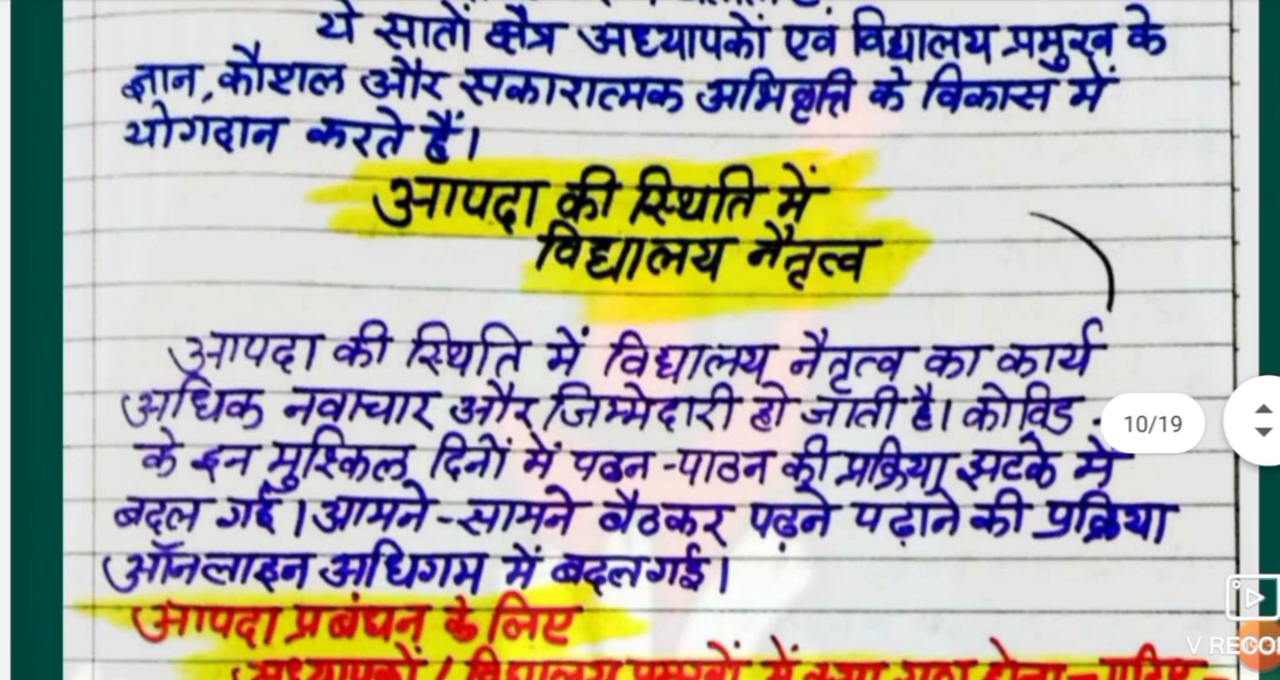 ये सातों क्षेत्र अध्यापकों एवं विद्यालय प्रमुख के
ज्ञान, कौशल और सकारात्मक अभिवृत्ति के विकास में
योगदान करते हैं।
आपदा की स्थिति में
विद्यालय नैतृत्व
आपदा की स्थिति में विद्यालय नैतृत्व का कार्य
अधिक नवाचार और जिम्मेदारी हो जाती है। कोविड -
के इन मुश्किल दिनों में पठन-पाठन की प्रक्रिया झटके में
बदल गई। आमने-सामने बैठकर पढ़ने पढ़ाने की प्रक्रिया
ऑनलाइन अधिगम में बदल गई।
आपदा प्रबंधन के लिए
10/19
V RECO